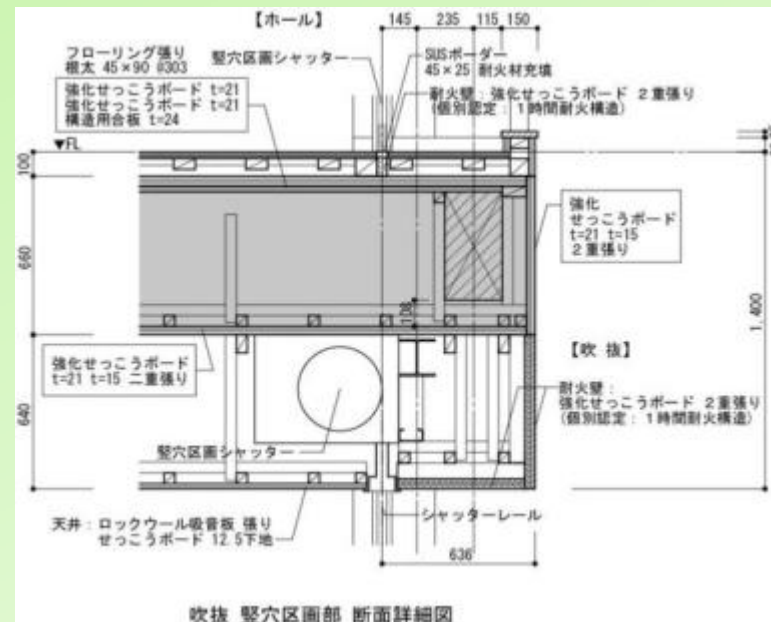 【ホール】
145 235 115 150
フローリング張り
根太 45×90 @303
竪穴区画シャッター
SUSボーダー
45×25 耐火材充填
強化せっこうボード t=21
強化せっこうボード t=21
構造用合板 t=24
耐火壁：強化せっこうボード 2重張り
(個別認定：1時間耐火構造)
▼FL
100
強化
せっこうボード
t=21 t=15
2重張り
660
108
1,400
【吹 抜】
強化せっこうボード
t=21 t=15 二重張り
耐火壁：
強化せっこうボード 2重張り
(個別認定：1時間耐火構造)
640
竪穴区画シャッター
天井：ロックウール吸音板 張り
せっこうボード 12.5下地
シャッターレール
636
吹抜 竪穴区画部 断面詳細図